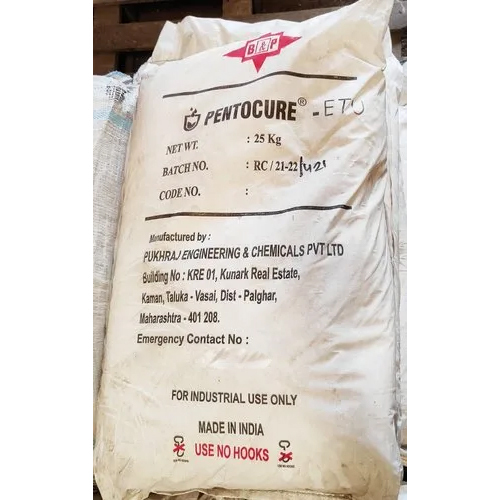 B&P
PENTOCURE® - ETU
NET WT. : 25 Kg
BATCH NO. : RC / 21-22/421
CODE NO. :
Manufactured by :
PUKHRAJ ENGINEERING & CHEMICALS PVT LTD
Building No : KRE 01, Kunark Real Estate,
Kaman, Taluka - Vasai, Dist - Palghar,
Maharashtra - 401 208.
Emergency Contact No :
FOR INDUSTRIAL USE ONLY
MADE IN INDIA
USE NO HOOKS